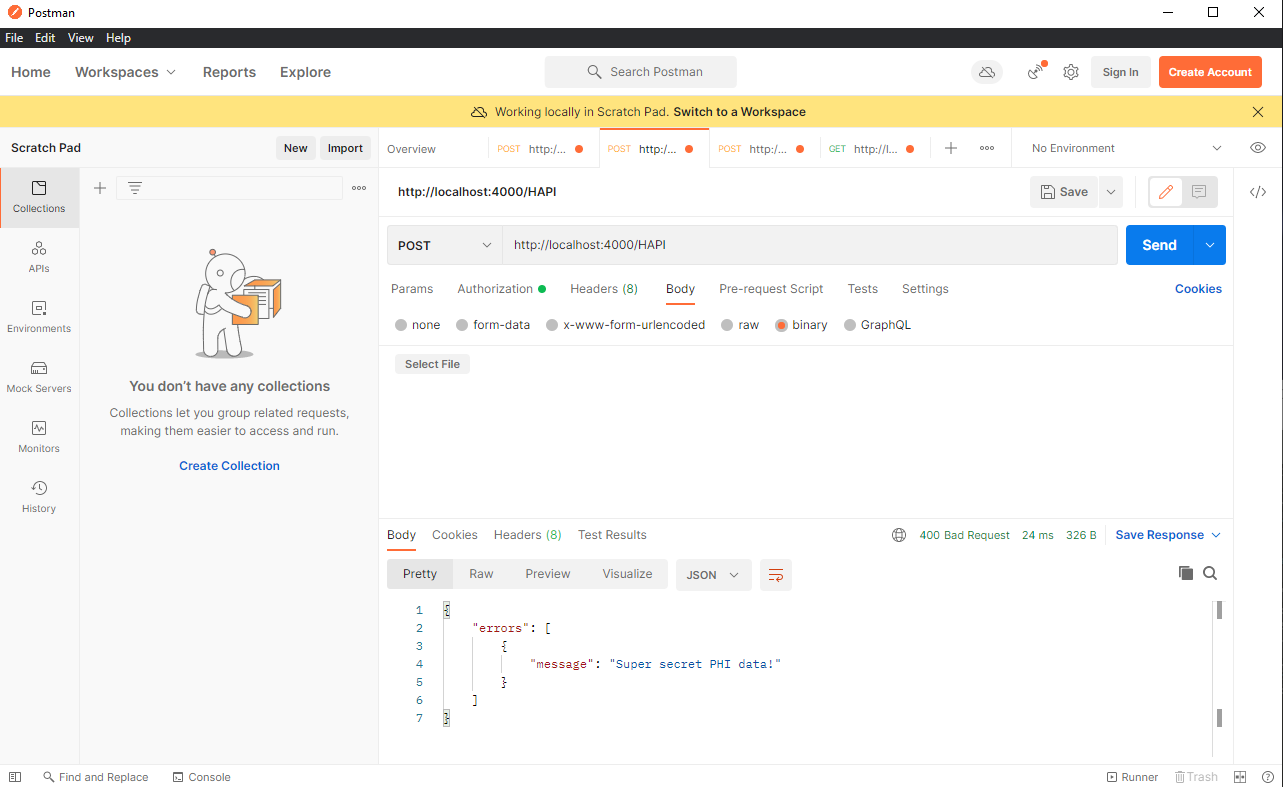 Postman
File Edit View Help
Home Workspaces Reports Explore Search Postman Sign In Create Account
Working locally in Scratch Pad. Switch to a Workspace
Scratch Pad New Import
Overview POST http:/... POST http:/... POST http:/... GET http://l... No Environment
Collections
APIs
Environments
Mock Servers
Monitors
History
You don't have any collections
Collections let you group related requests,
making them easier to access and run.
Create Collection
http://localhost:4000/HAPI Save
POST http://localhost:4000/HAPI Send
Params Authorization Headers (8) Body Pre-request Script Tests Settings Cookies
none form-data x-www-form-urlencoded raw binary GraphQL
Select File
Body Cookies Headers (8) Test Results 400 Bad Request 24 ms 326 B Save Response
Pretty Raw Preview Visualize JSON
1 {
2 "errors": [
3 {
4 "message": "Super secret PHI data!"
5 }
6 ]
7 }
Find and Replace Console Runner Trash